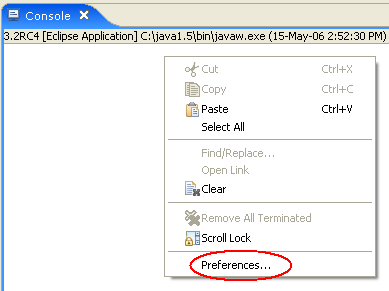 Console
3.2RC4 [Eclipse Application] C:\java1.5\bin\javaw.exe (15-May-06 2:52:30 PM)
Cut Ctrl+X
Copy Ctrl+C
Paste Ctrl+V
Select All
Find/Replace...
Open Link
Clear
Remove All Terminated
Scroll Lock
Preferences...